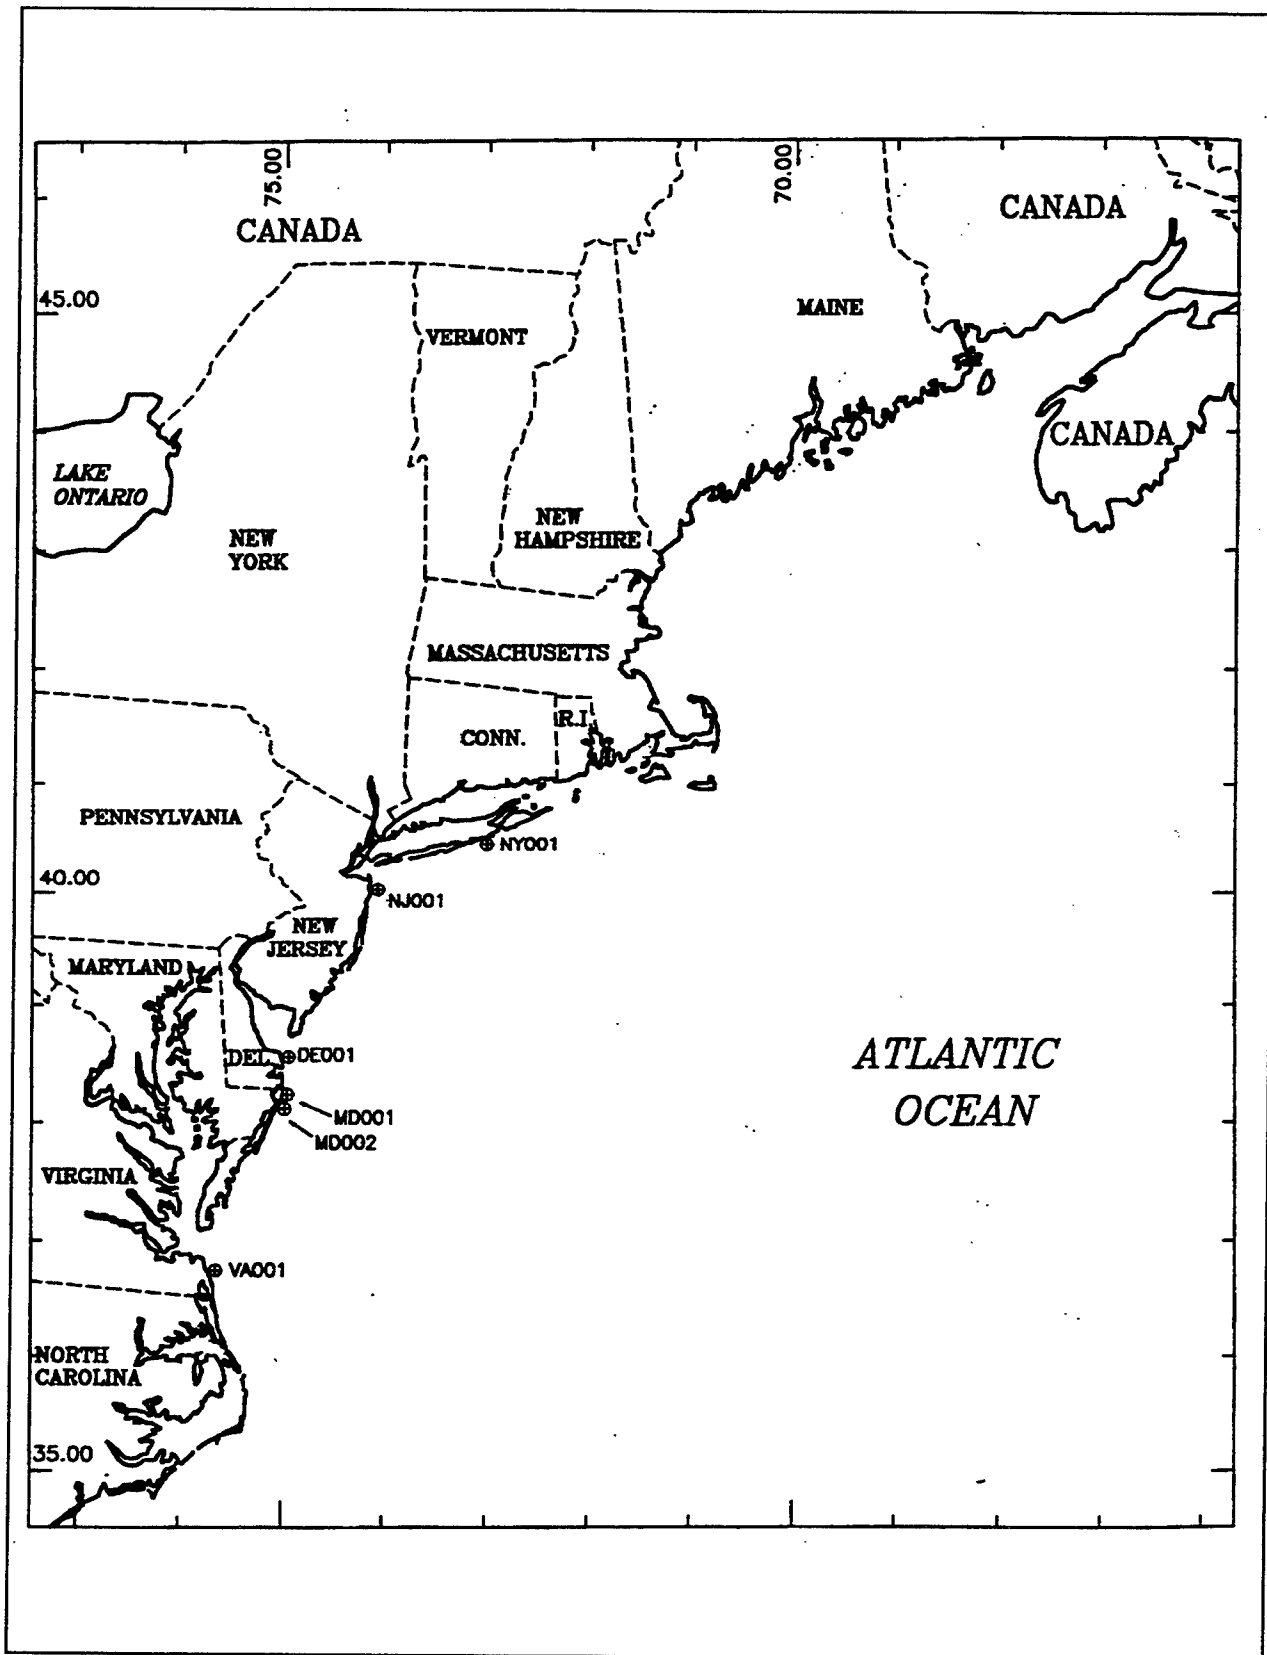 75.00
70.00
CANADA
CANADA
45.00
MAINE
VERMONT
CANADA
LAKE
ONTARIO
NEW
HAMPSHIRE
NEW
YORK
MASSACHUSETTS
R.I.
CONN.
PENNSYLVANIA
NY001
40.00
NJ001
NEW
JERSEY
MARYLAND
DEL.
DE001
ATLANTIC
OCEAN
MD001
MD002
VIRGINIA
VA001
NORTH
CAROLINA
35.00